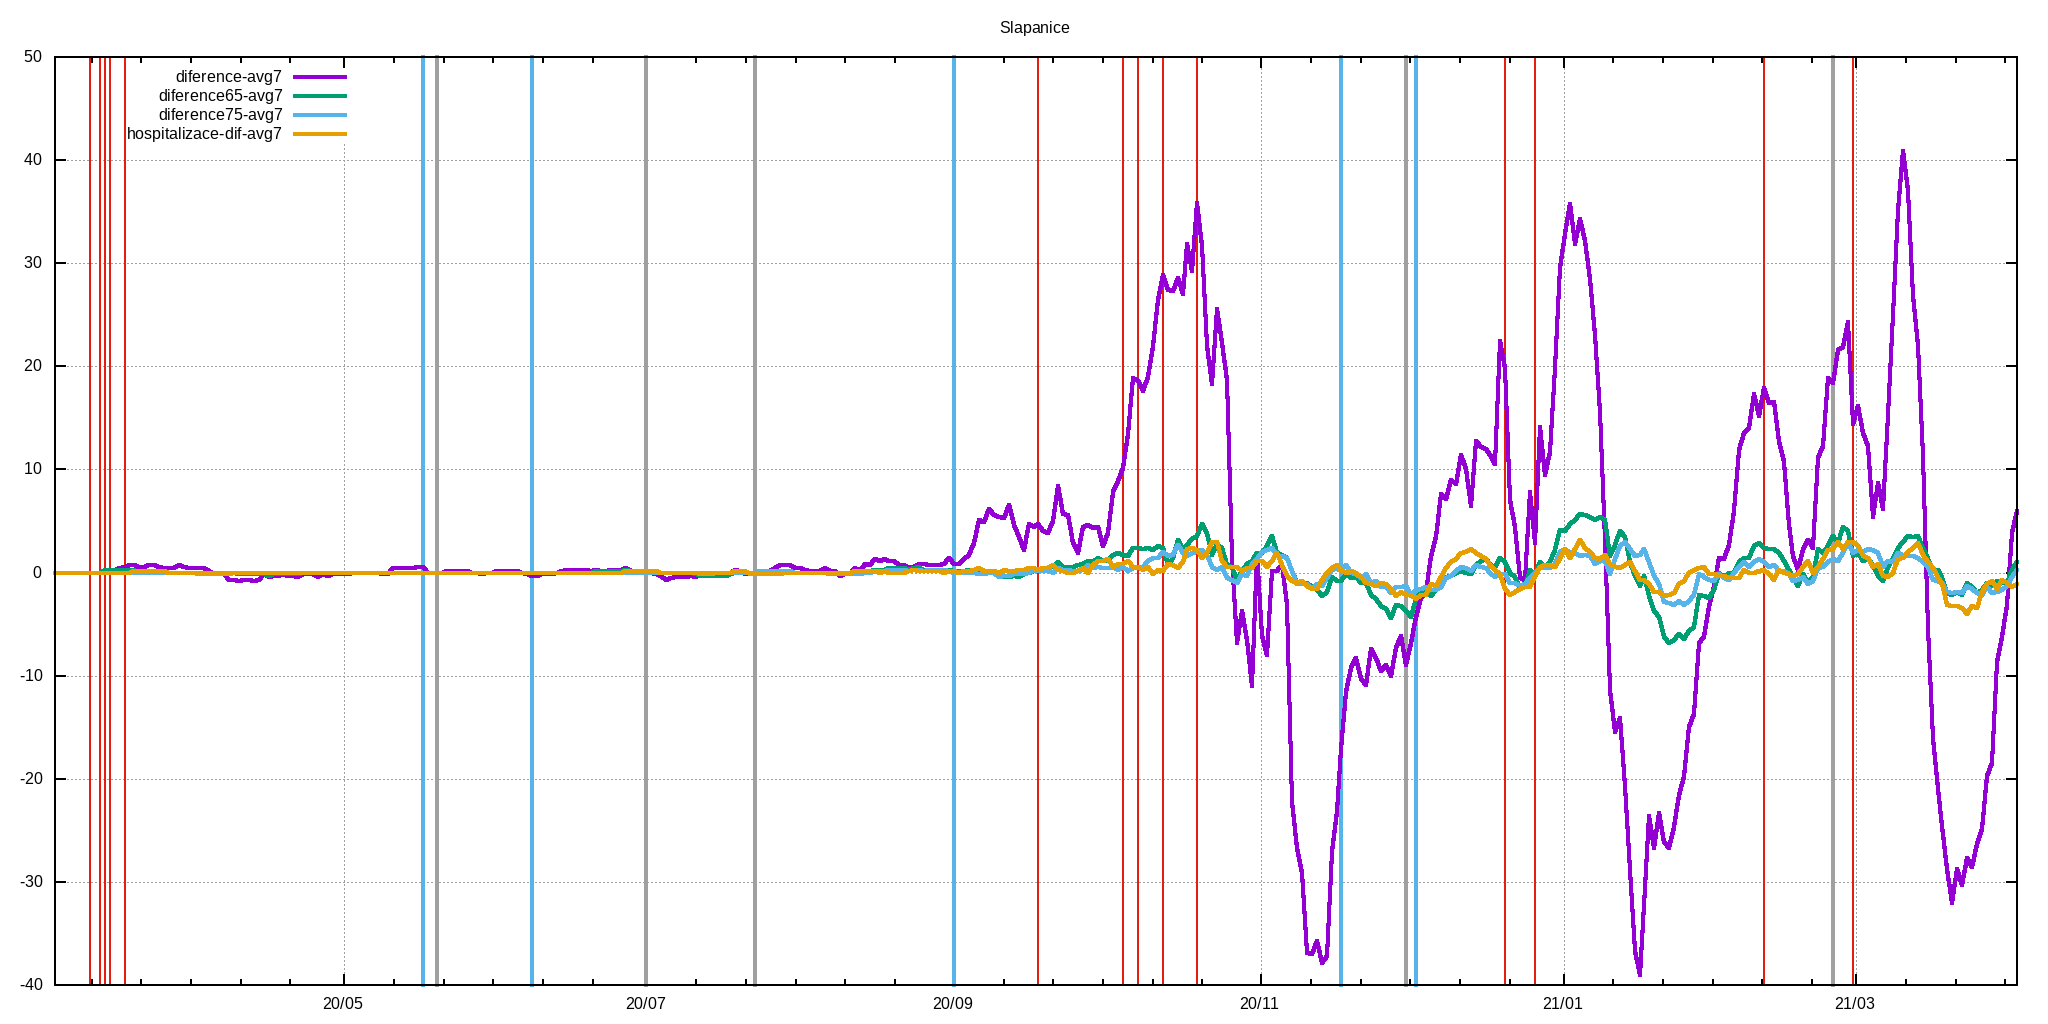 Slapanice
50
diference-avg7
diference65-avg7
diference75-avg7
hospitalizace-dif-avg7
40
30
20
10
0
-10
-20
-30
-40
20/05 20/07 20/09 20/11 21/01 21/03